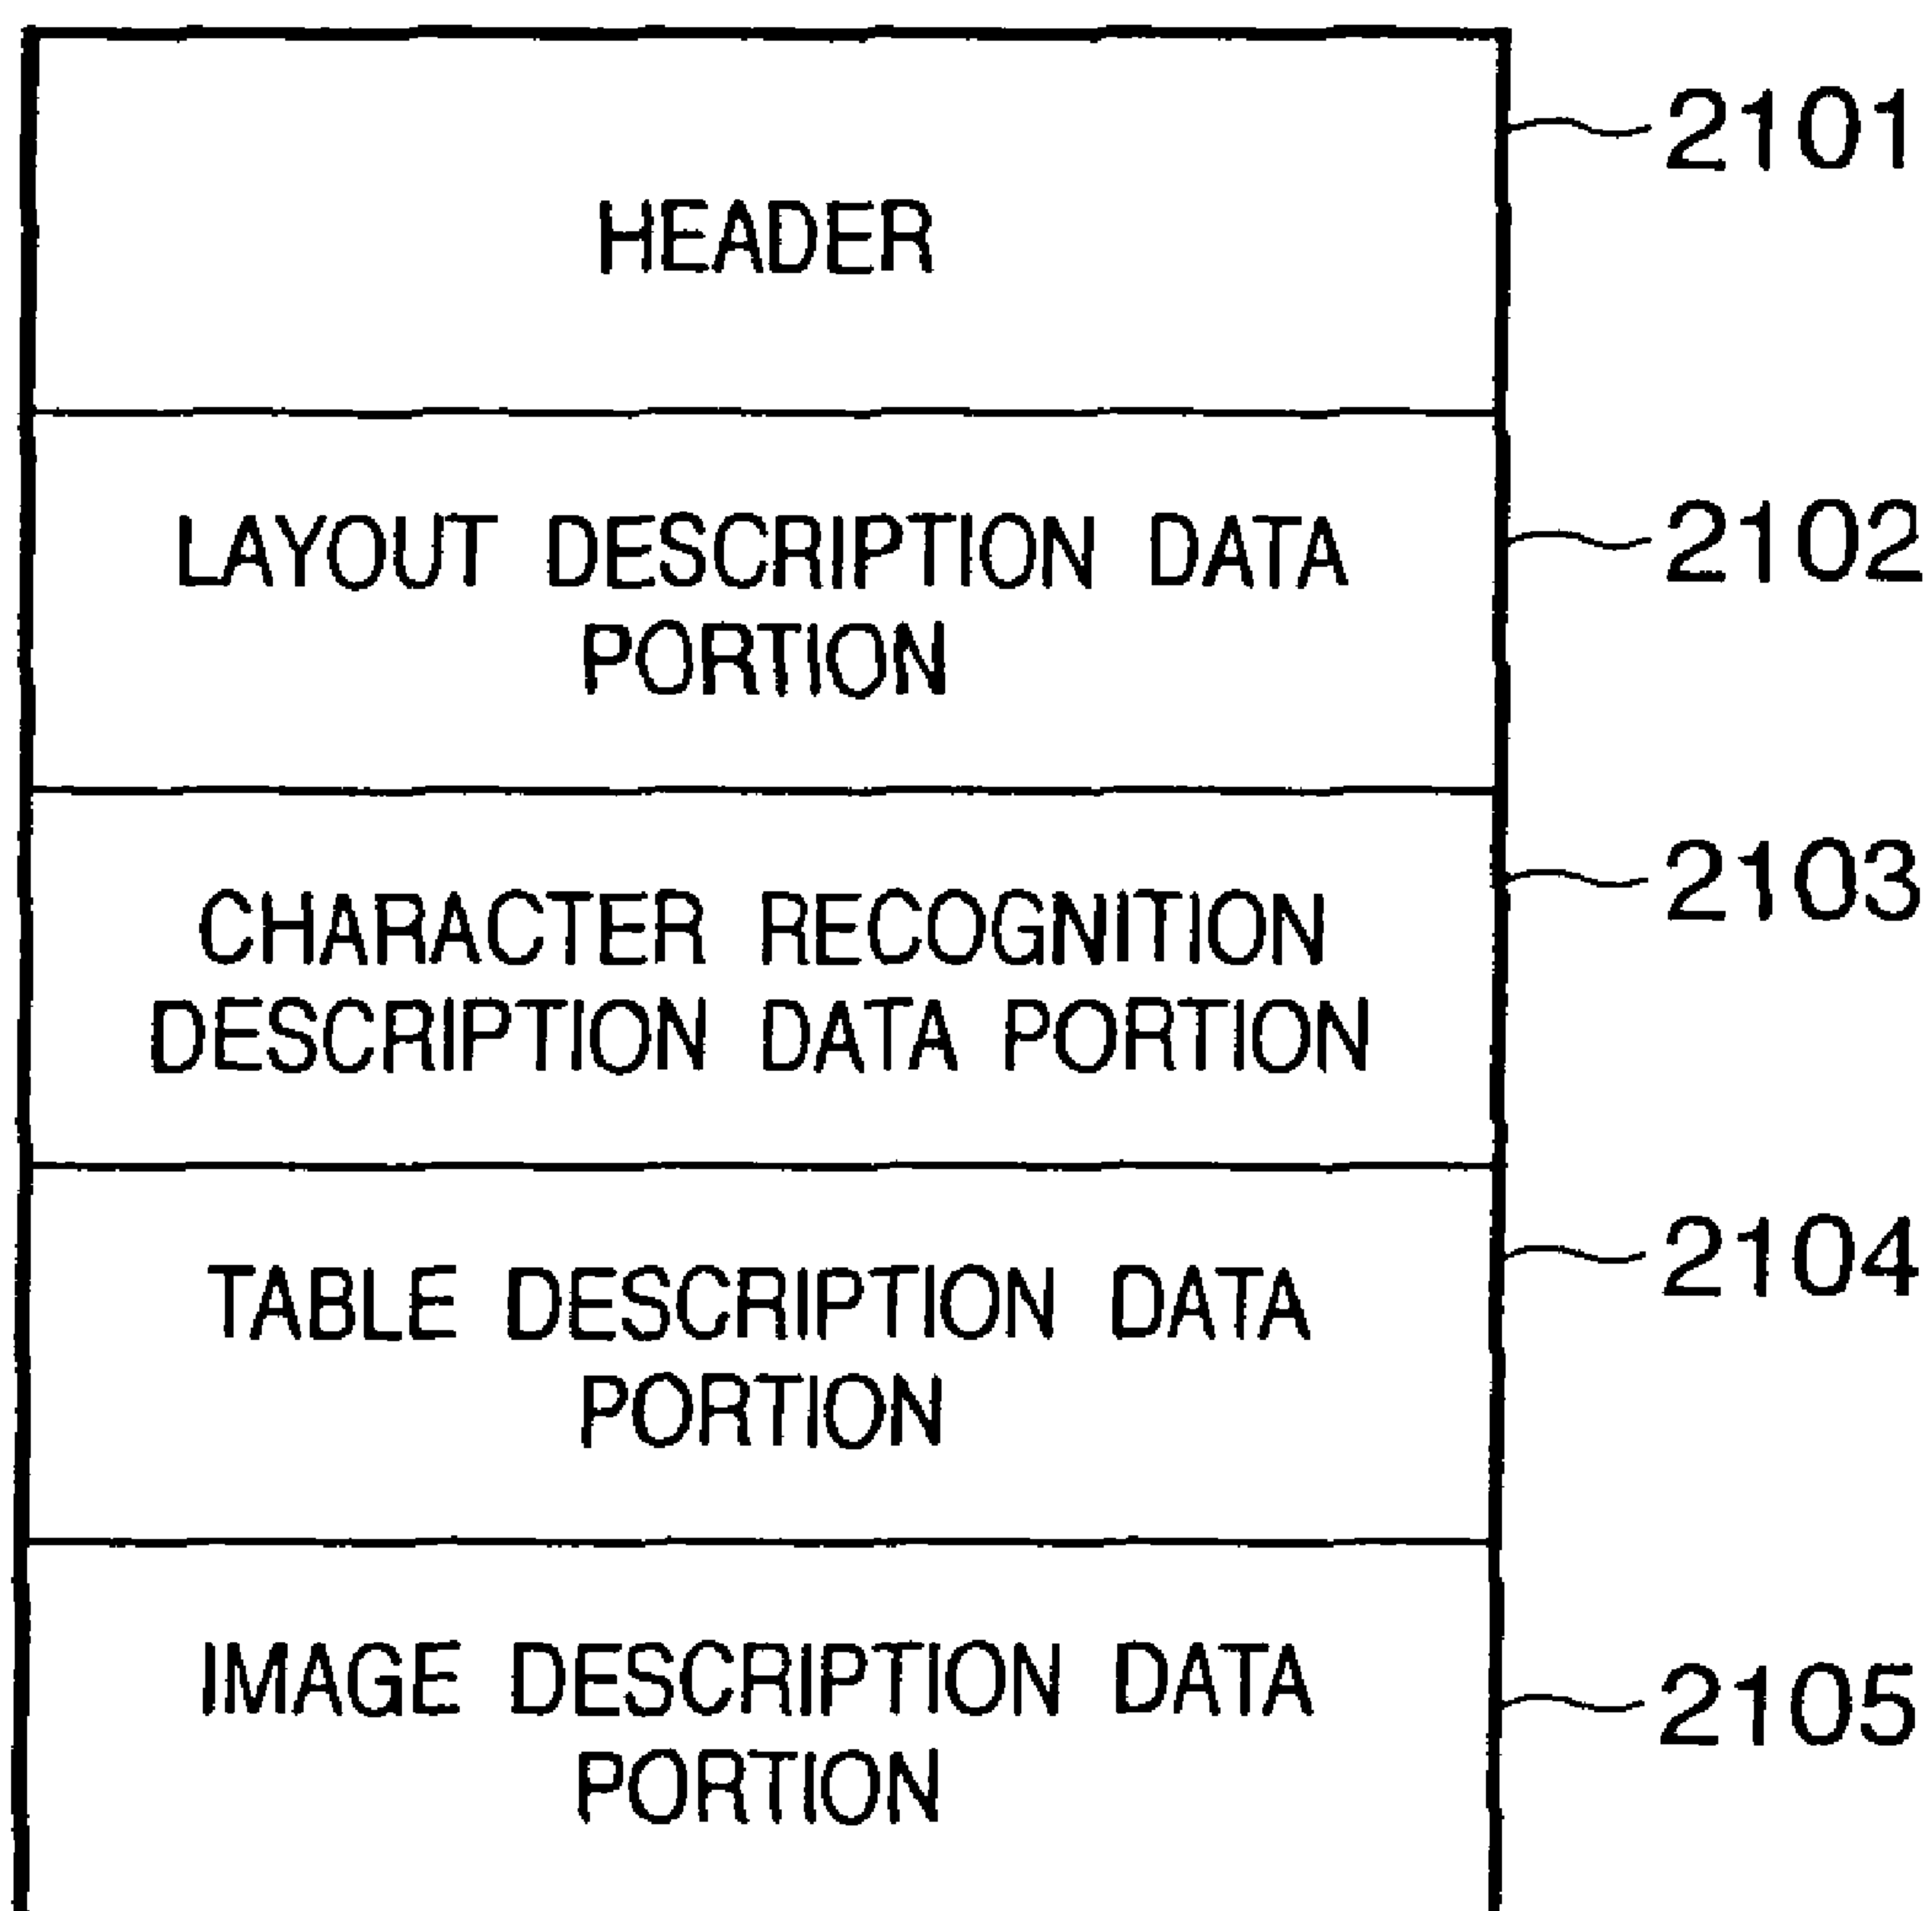 HEADER
2101
LAYOUT DESCRIPTION DATA
PORTION
2102
CHARACTER RECOGNITION
DESCRIPTION DATA PORTION
2103
TABLE DESCRIPTION DATA
PORTION
2104
IMAGE DESCRIPTION DATA
PORTION
2105